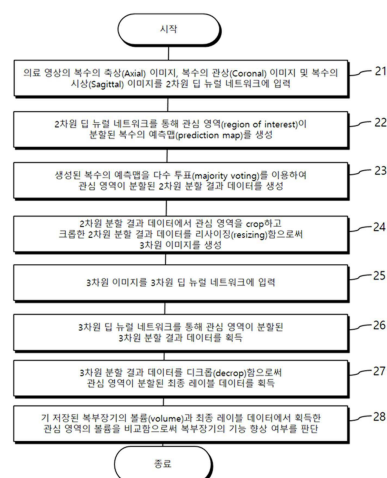 시작
의료 영상의 복수의 축상(Axial) 이미지, 복수의 관상(Coronal) 이미지 및 복수의
시상(Sagittal) 이미지를 2차원 딥 뉴럴 네트워크에 입력
21
2차원 딥 뉴럴 네트워크를 통해 관심 영역(region of interest)이
분할된 복수의 예측맵(prediction map)를 생성
22
생성된 복수의 예측맵을 다수 투표(majority voting)를 이용하여
관심 영역이 분할된 2차원 분할 결과 데이터를 생성
23
2차원 분할 결과 데이터에서 관심 영역을 crop하고
크롭한 2차원 분할 결과 데이터를 리사이징(resizing)함으로써
3차원 이미지를 생성
24
3차원 이미지를 3차원 딥 뉴럴 네트워크에 입력
25
3차원 딥 뉴럴 네트워크를 통해 관심 영역이 분할된
3차원 분할 결과 데이터를 획득
26
3차원 분할 결과 데이터를 디크롭(decrop)함으로써
관심 영역이 분할된 최종 레이블 데이터를 획득
27
기 저장된 복부장기의 볼륨(volume)과 최종 레이블 데이터에서 획득한
관심 영역의 볼륨을 비교함으로써 복부장기의 기능 향상 여부를 판단
28
종료